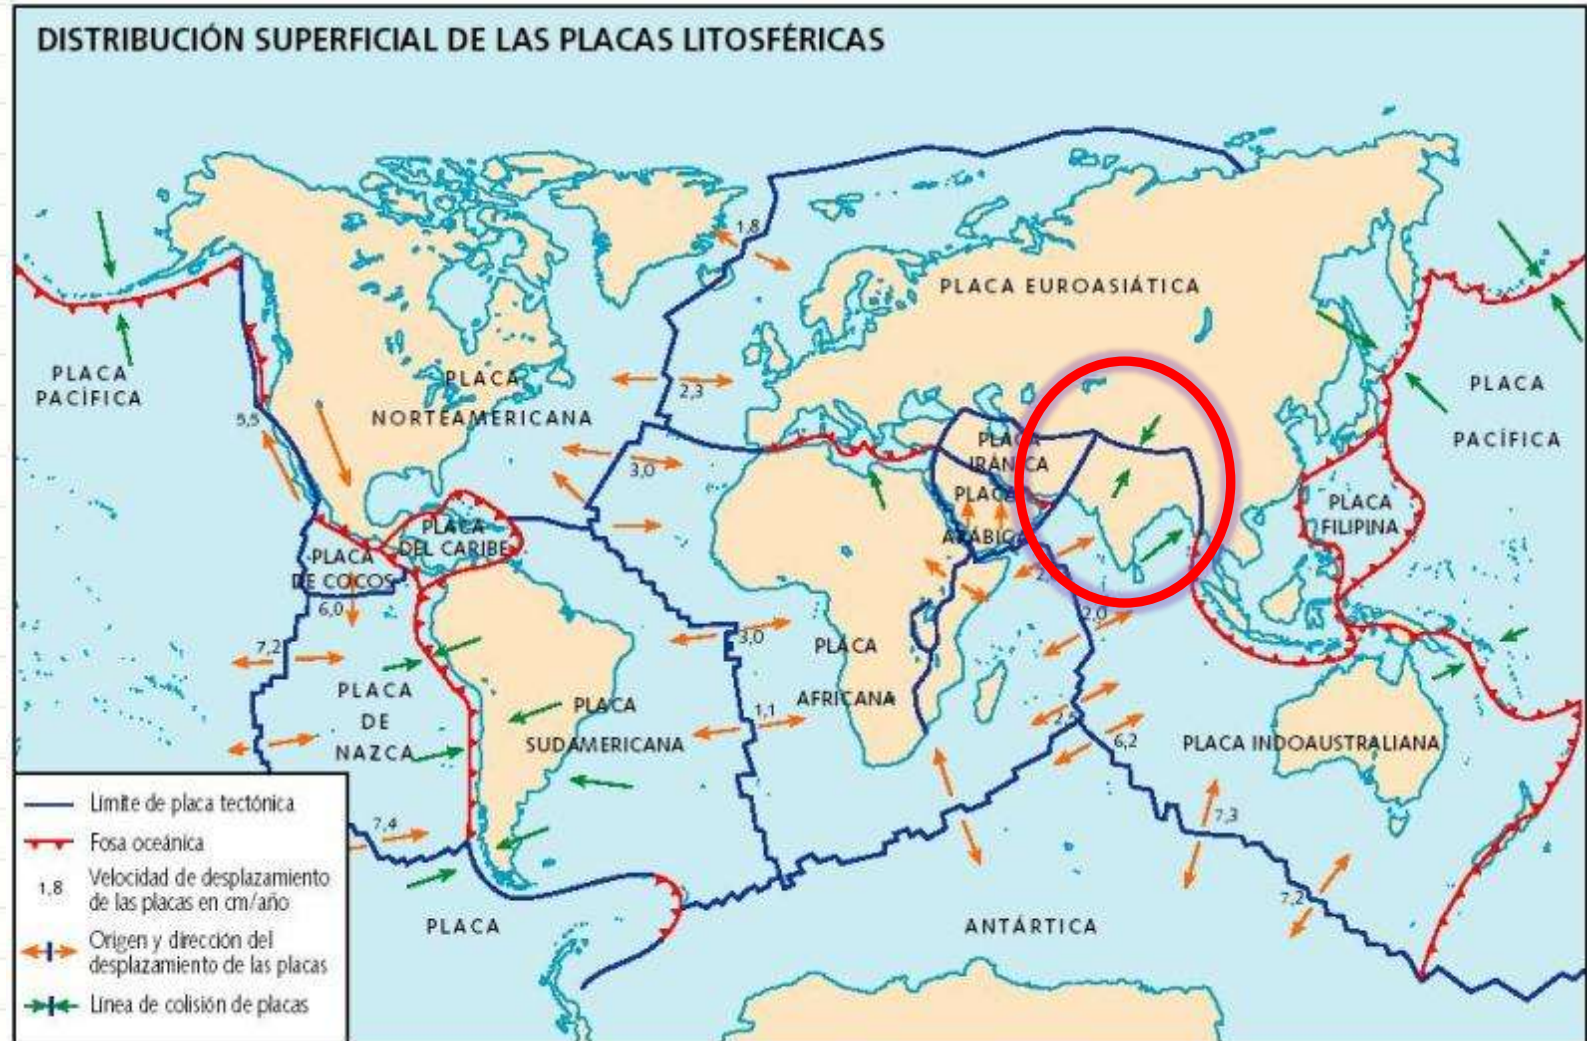 DISTRIBUCIÓN SUPERFICIAL DE LAS PLACAS LITOSFÉRICAS
1,8
PLACA EUROASIÁTICA
PLACA
PACÍFICA
PLACA
NORTEAMERICANA
2,3
5,5
3,0
PLACA
IRÁNICA
PLACA
ARÁBIC
PLACA
PACÍFICA
PLACA
FILIPINA
PLACA
DEL CARIBE
PLACA
DE COCOS
6,0
7,2
3,0
2,0
PLACA
AFRICANA
PLACA
DE
NAZCA
PLACA
SUDAMERICANA
1,1
6,2
PLACA INDOAUSTRALIANA
7,4
7,3
7,2
PLACA
ANTÁRTICA
Límite de placa tectónica
Fosa oceánica
1,8
Velocidad de desplazamiento
de las placas en cm/año
Origen y dirección del
desplazamiento de las placas
Línea de colisión de placas